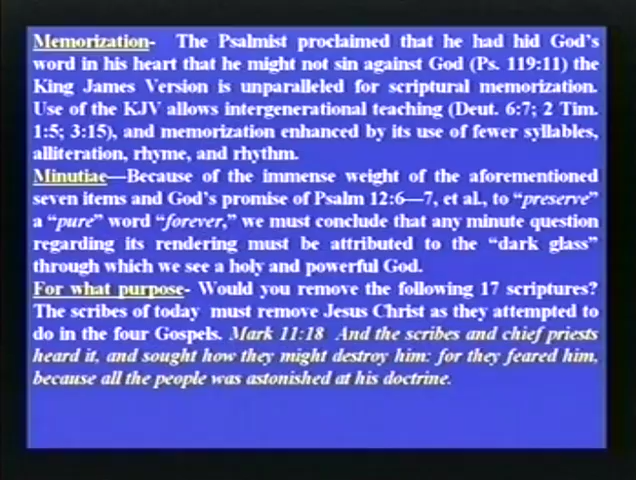 Memorization-  The Psalmist proclaimed that he had hid God's
word in his heart that he might not sin against God (Ps. 119:11) the
King James Version is unparalleled for scriptural memorization.
Use of the KJV allows intergenerational teaching (Deut. 6:7; 2 Tim.
1:5; 3:15), and memorization enhanced by its use of fewer syllables,
alliteration, rhyme, and rhythm.
Minutiae—Because of the immense weight of the aforementioned
seven items and God's promise of Psalm 12:6—7, et al., to “preserve”
a “pure” word “forever,” we must conclude that any minute question
regarding its rendering must be attributed to the “dark glass”
through which we see a holy and powerful God.
For what purpose- Would you remove the following 17 scriptures?
The scribes of today  must remove Jesus Christ as they attempted to
do in the four Gospels. Mark 11:18  And the scribes and chief priests
heard it, and sought how they might destroy him: for they feared him,
because all the people was astonished at his doctrine.